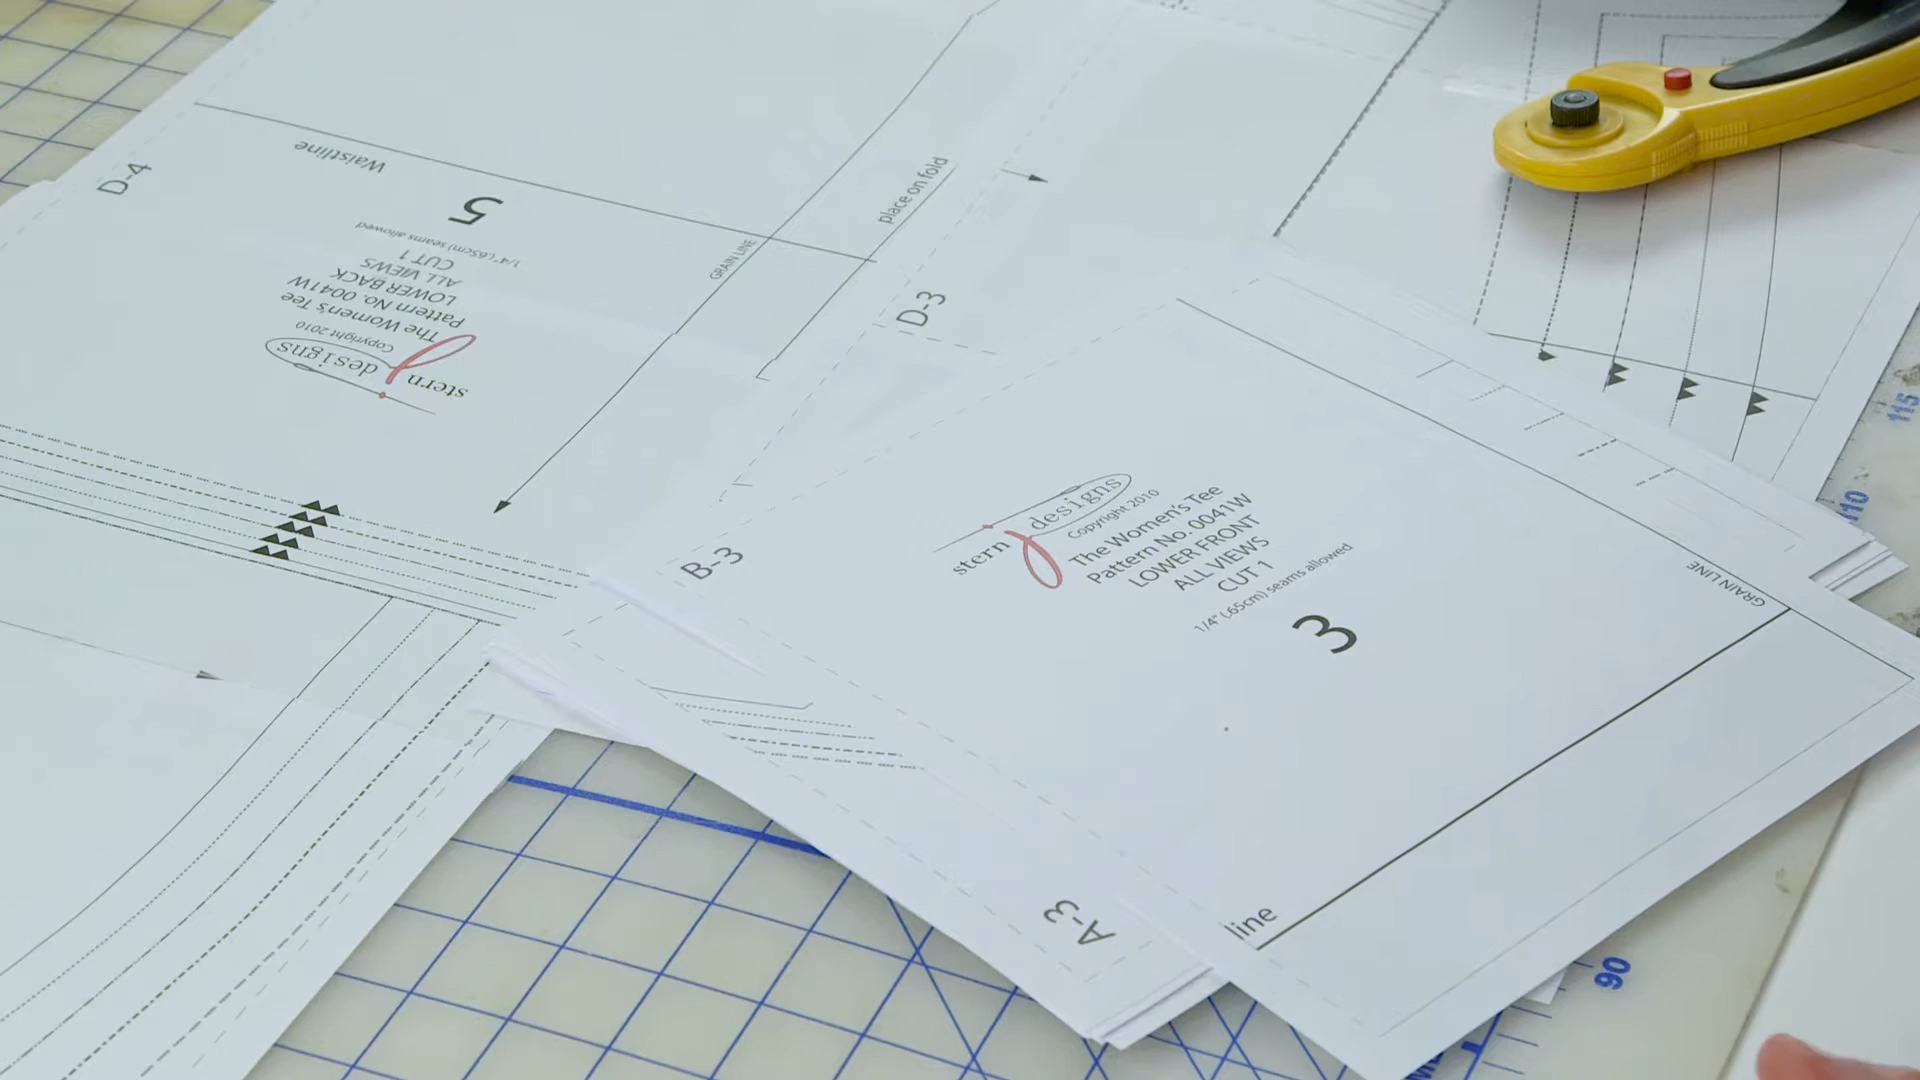 D-4
Waistline
5
1/4" (.65cm) seams allowed
CUT 1
ALL VIEWS
LOWER BACK
Pattern No. 0041W
The Women's Tee
Copyright 2010
stern designs
GRAIN LINE
place on fold
D-3
B-3
stern designs
Copyright 2010
The Women's Tee
Pattern No. 0041W
LOWER FRONT
ALL VIEWS
CUT 1
1/4" (.65cm) seams allowed
3
GRAIN LINE
line
A-3
115
110
90